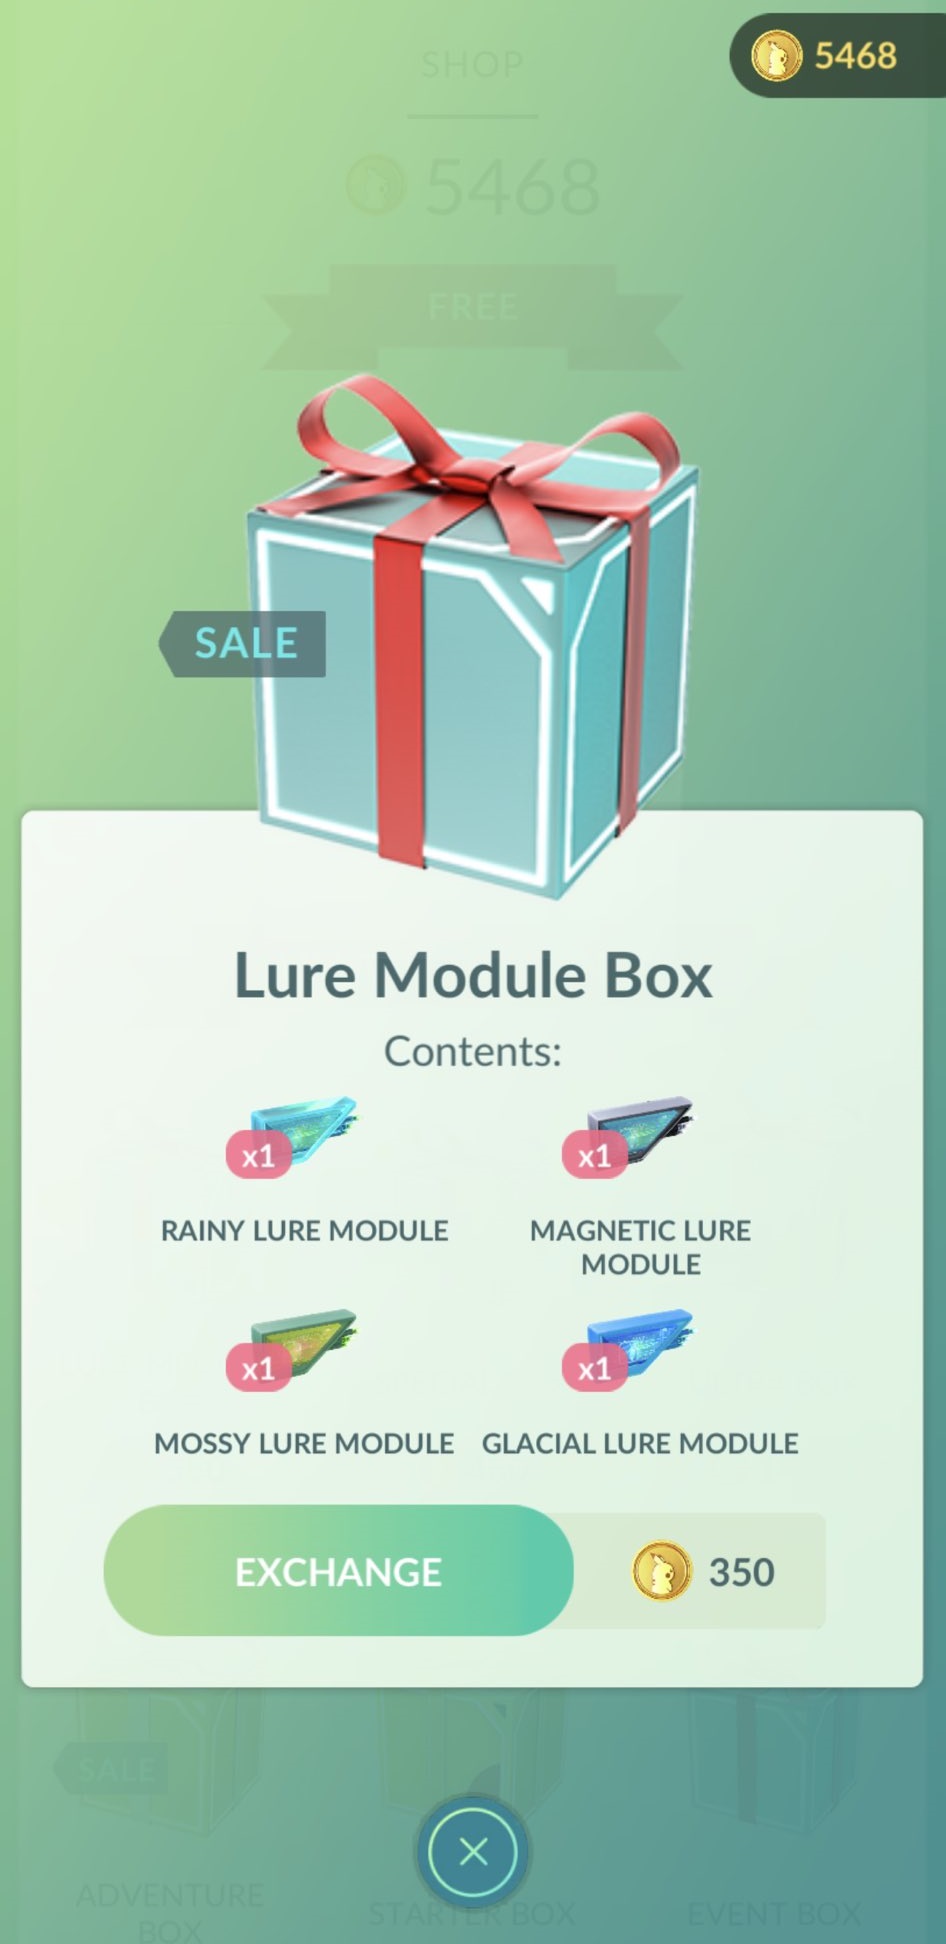 5468
SHOP
5468
FREE
SALE
Lure Module Box
Contents:
x1
x1
RAINY LURE MODULE
MAGNETIC LURE
MODULE
x1
x1
MOSSY LURE MODULE
GLACIAL LURE MODULE
EXCHANGE
350
SALE
ADVENTURE
BOX
STARTER BOX
EVENT BOX